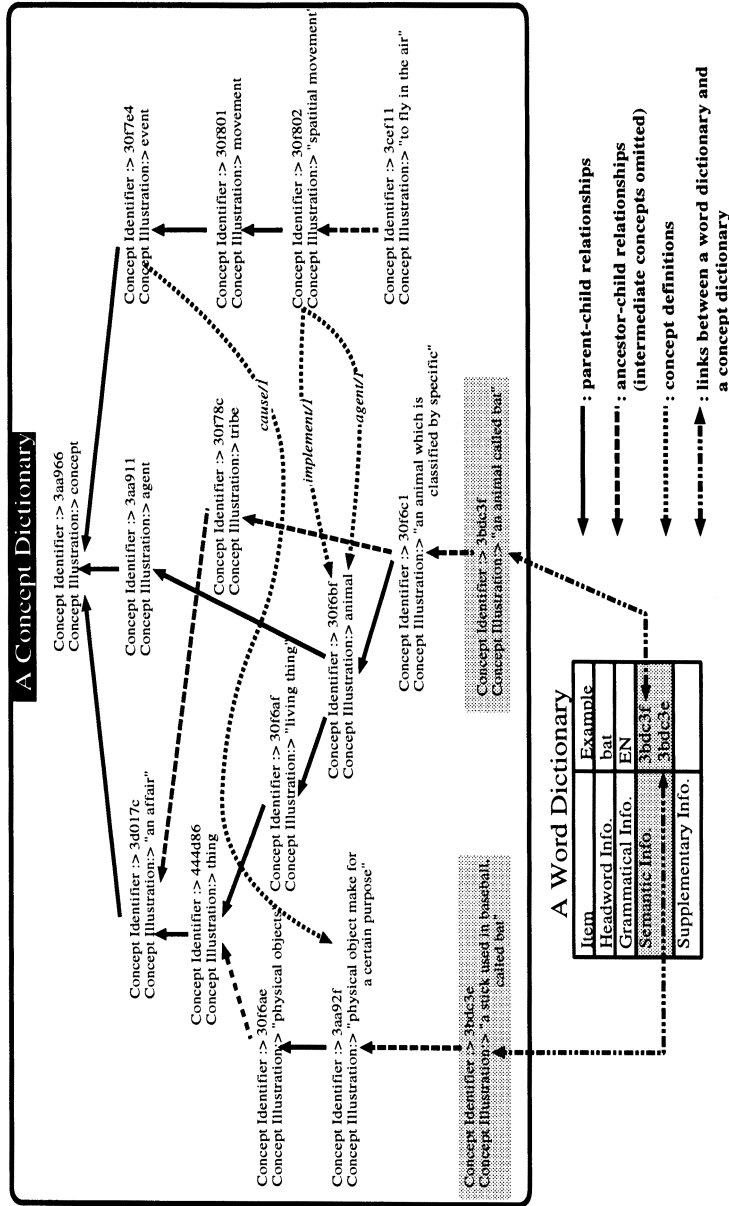 A Concept Dictionary
Concept Identifier :> 3aa966
Concept Illustration:> concept
Concept Identifier :> 3d017c
Concept Illustration:> "an affair"
Concept Identifier :> 3aa911
Concept Illustration:> agent
Concept Identifier :> 30f7e4
Concept Illustration:> event
Concept Identifier :> 444d86
Concept Illustration:> thing
Concept Identifier :> 30f78c
Concept Illustration:> tribe
Concept Identifier :> 30f801
Concept Illustration:> movement
cause/1
Concept Identifier :> 30f6ae
Concept Illustration:> "physical objects"
Concept Identifier :> 30f6af
Concept Illustration:> "living thing"
Concept Identifier :> 30f802
Concept Illustration:> "spatitial movement"
implement/1
agent/1
Concept Identifier :> 3aa92f
Concept Illustration:> "physical object make for
a certain purpose"
Concept Identifier :> 30f6bf
Concept Illustration:> animal
Concept Identifier :> 3cef11
Concept Illustration:> "to fly in the air"
Concept Identifier :> 30f6c1
Concept Illustration:> "an animal which is
classified by specific"
Concept Identifier :> 3bdc3e
Concept Illustration:> "a stick used in baseball,
called bat"
Concept Identifier :> 3bdc3f
Concept Illustration:> "an animal called bat"
A Word Dictionary
Item Example
Headword Info. bat
Grammatical Info. EN
Semantic Info. 3bdc3f
3bdc3e
Supplementary Info.
: parent-child relationships
: ancestor-child relationships
(intermediate concepts omitted)
: concept definitions
: links between a word dictionary and
a concept dictionary